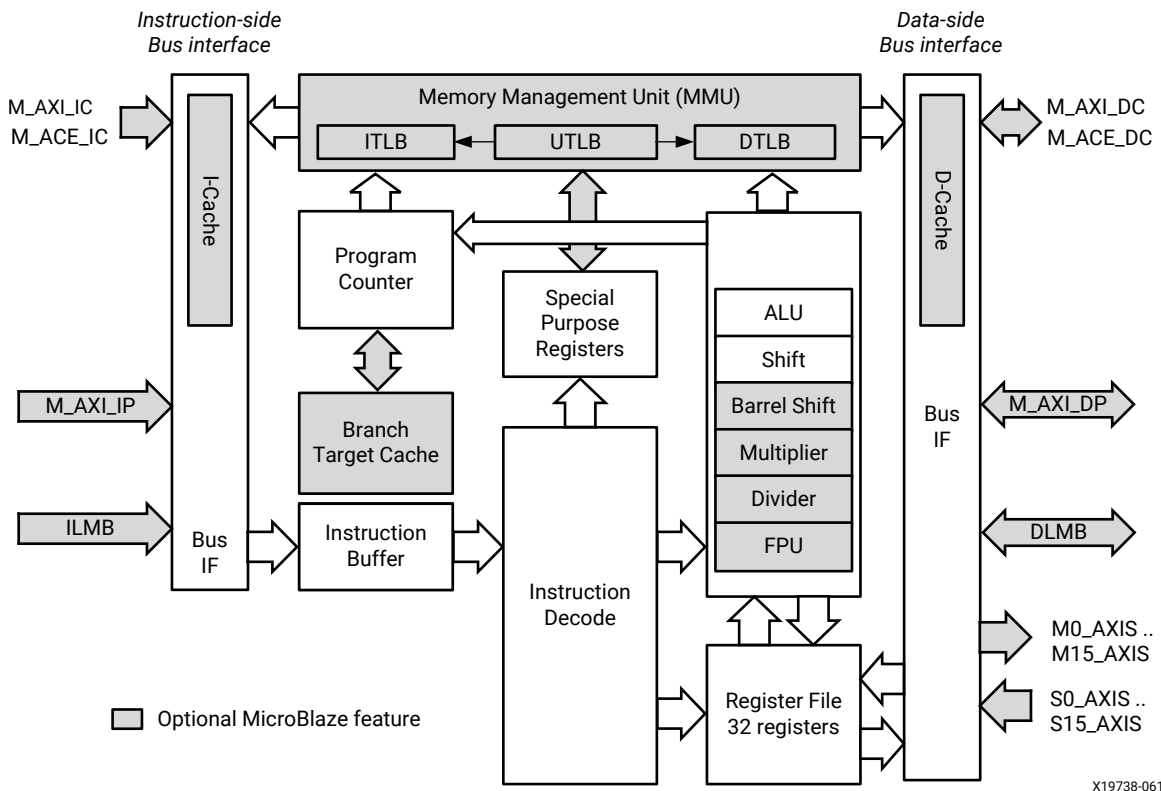 Instruction-side
Bus interface
Data-side
Bus interface
M_AXI_IC
M_ACE_IC
Memory Management Unit (MMU)
ITLB
UTLB
DTLB
M_AXI_DC
M_ACE_DC
I-Cache
D-Cache
Program
Counter
Special
Purpose
Registers
ALU
Shift
Barrel Shift
Multiplier
Divider
FPU
M_AXI_IP
Branch
Target Cache
Bus
IF
M_AXI_DP
ILMB
Bus
IF
Instruction
Buffer
Instruction
Decode
DLMB
Register File
32 registers
M0_AXIS ..
M15_AXIS
S0_AXIS ..
S15_AXIS
Optional MicroBlaze feature
X19738-061